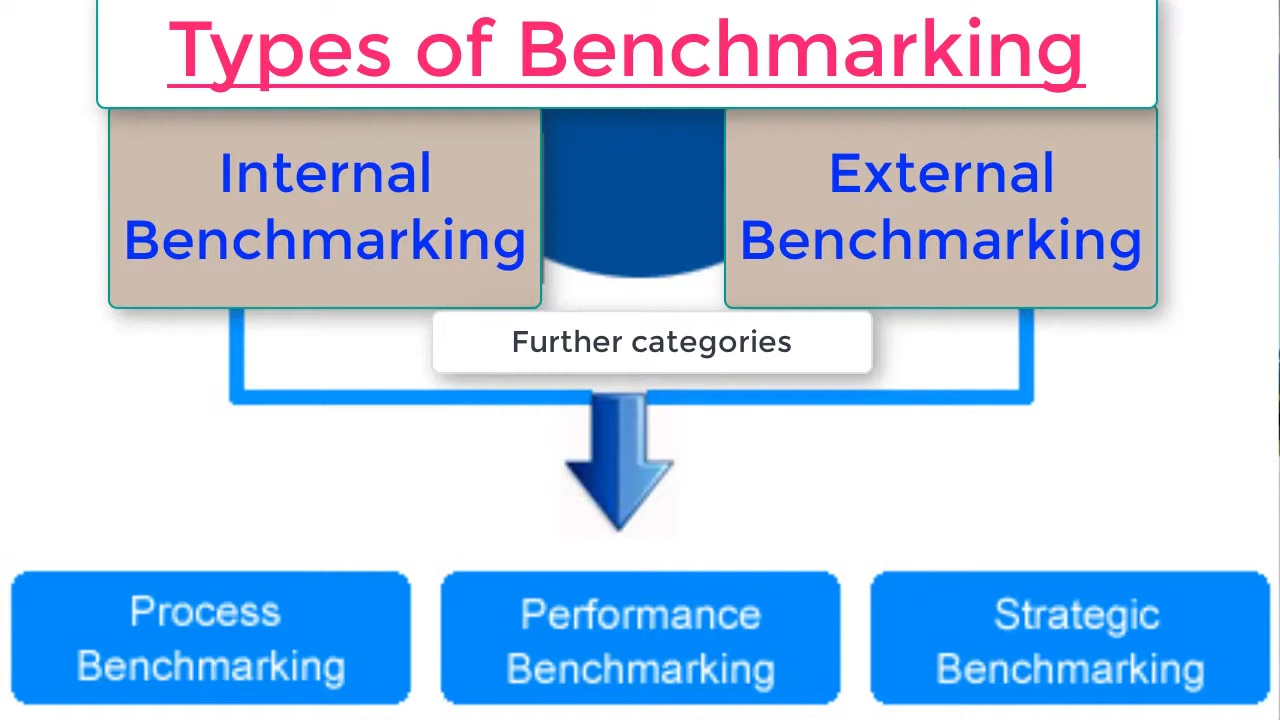 Types of Benchmarking
Internal
Benchmarking
External
Benchmarking
Further categories
Process
Benchmarking
Performance
Benchmarking
Strategic
Benchmarking